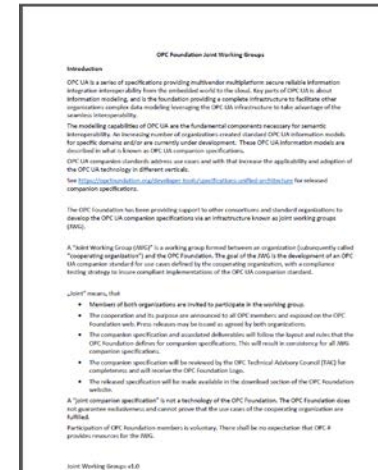 OPC Foundation Joint Working Groups
Introduction
OPC UA is a series of specifications providing multivendor multiplatform secure reliable information
integration interoperability from the embedded world to the cloud. Key parts of OPC UA is about
information modeling, and is the foundation providing a complete infrastructure to facilitate other
organizations complex data modeling leveraging the OPC UA infrastructure to take advantage of the
seamless interoperability.
The modelling capabilities of OPC UA are the fundamental components necessary for semantic
interoperability. An increasing number of organizations created standard OPC UA information models
for specific domains and/or are currently under development. These OPC UA information models are
described in what is known as OPC UA companion specifications.
OPC UA companion standards address use cases and with that increase the applicability and adoption of
the OPC UA technology in different verticals.
See https://opcfoundation.org/developer-tools/specifications-unified-architecture for released
companion specifications.
The OPC Foundation has been providing support to other consortiums and standard organizations to
develop the OPC UA companion specifications via an infrastructure known as joint working groups
(JWG).
A "Joint Working Group (JWG)" is a working group formed between an organization (subsequently called
"cooperating organization") and the OPC Foundation. The goal of the JWG is the development of an OPC
UA companion standard for use cases defined by the cooperating organization, with a compliance
testing strategy to insure compliant implementations of the OPC UA companion standard.
„Joint" means, that
• Members of both organizations are invited to participate in the working group.
• The cooperation and its purpose are announced to all OPC members and exposed on the OPC
Foundation web. Press releases may be issued as agreed by both organizations.
• The companion specification and associated deliverables will follow the layout and rules that the
OPC Foundation defines for companion specifications. This will result in consistency for all JWG
companion specifications.
• The companion specification will be reviewed by the OPC Technical Advisory Council (TAC) for
completeness and will receive the OPC Foundation Logo.
• The released specification will be made available in the download section of the OPC Foundation
website.
A "joint companion specification" is not a technology of the OPC Foundation. The OPC Foundation does
not guarantee exclusiveness and cannot prove that the use cases of the cooperating organization are
fulfilled.
Participation of OPC Foundation members is voluntary. There shall be no expectation that OPC-F
provides resources for the JWG.
Joint Working Groups v1.0